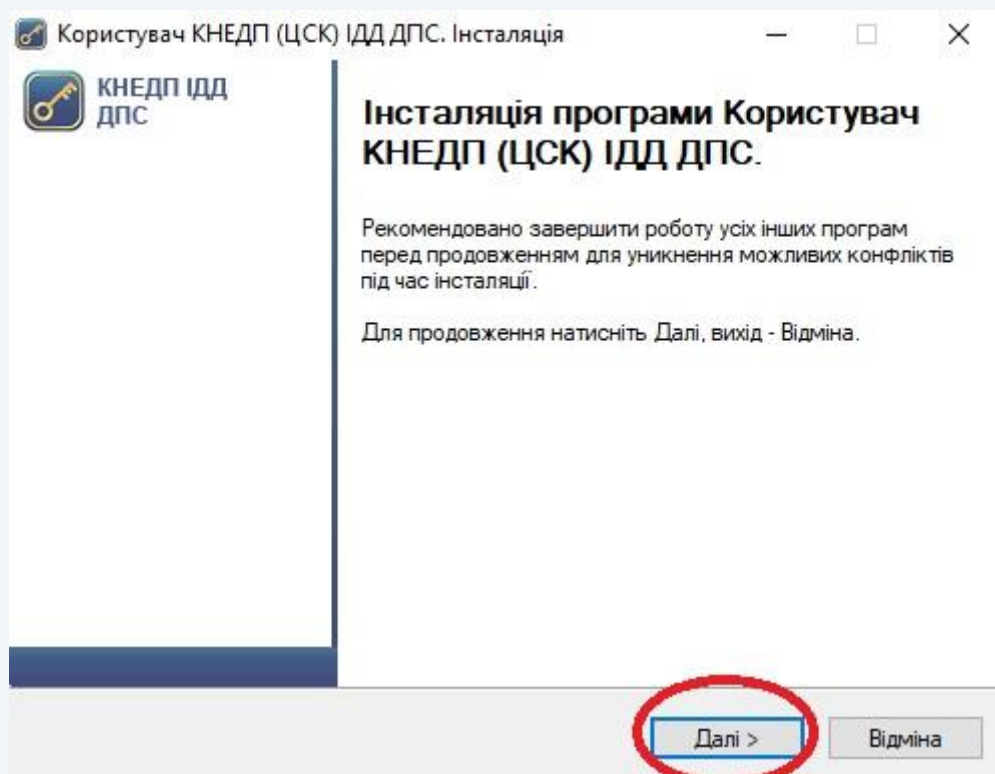 Користувач КНЕДП (ЦСК) ІДД ДПС. Інсталяція
КНЕДП ІДД
ДПС
Інсталяція програми Користувач
КНЕДП (ЦСК) ІДД ДПС.
Рекомендовано завершити роботу усіх інших програм
перед продовженням для уникнення можливих конфліктів
під час інсталяції.
Для продовження натисніть Далі, вихід - Відміна.
Далі >
Відміна